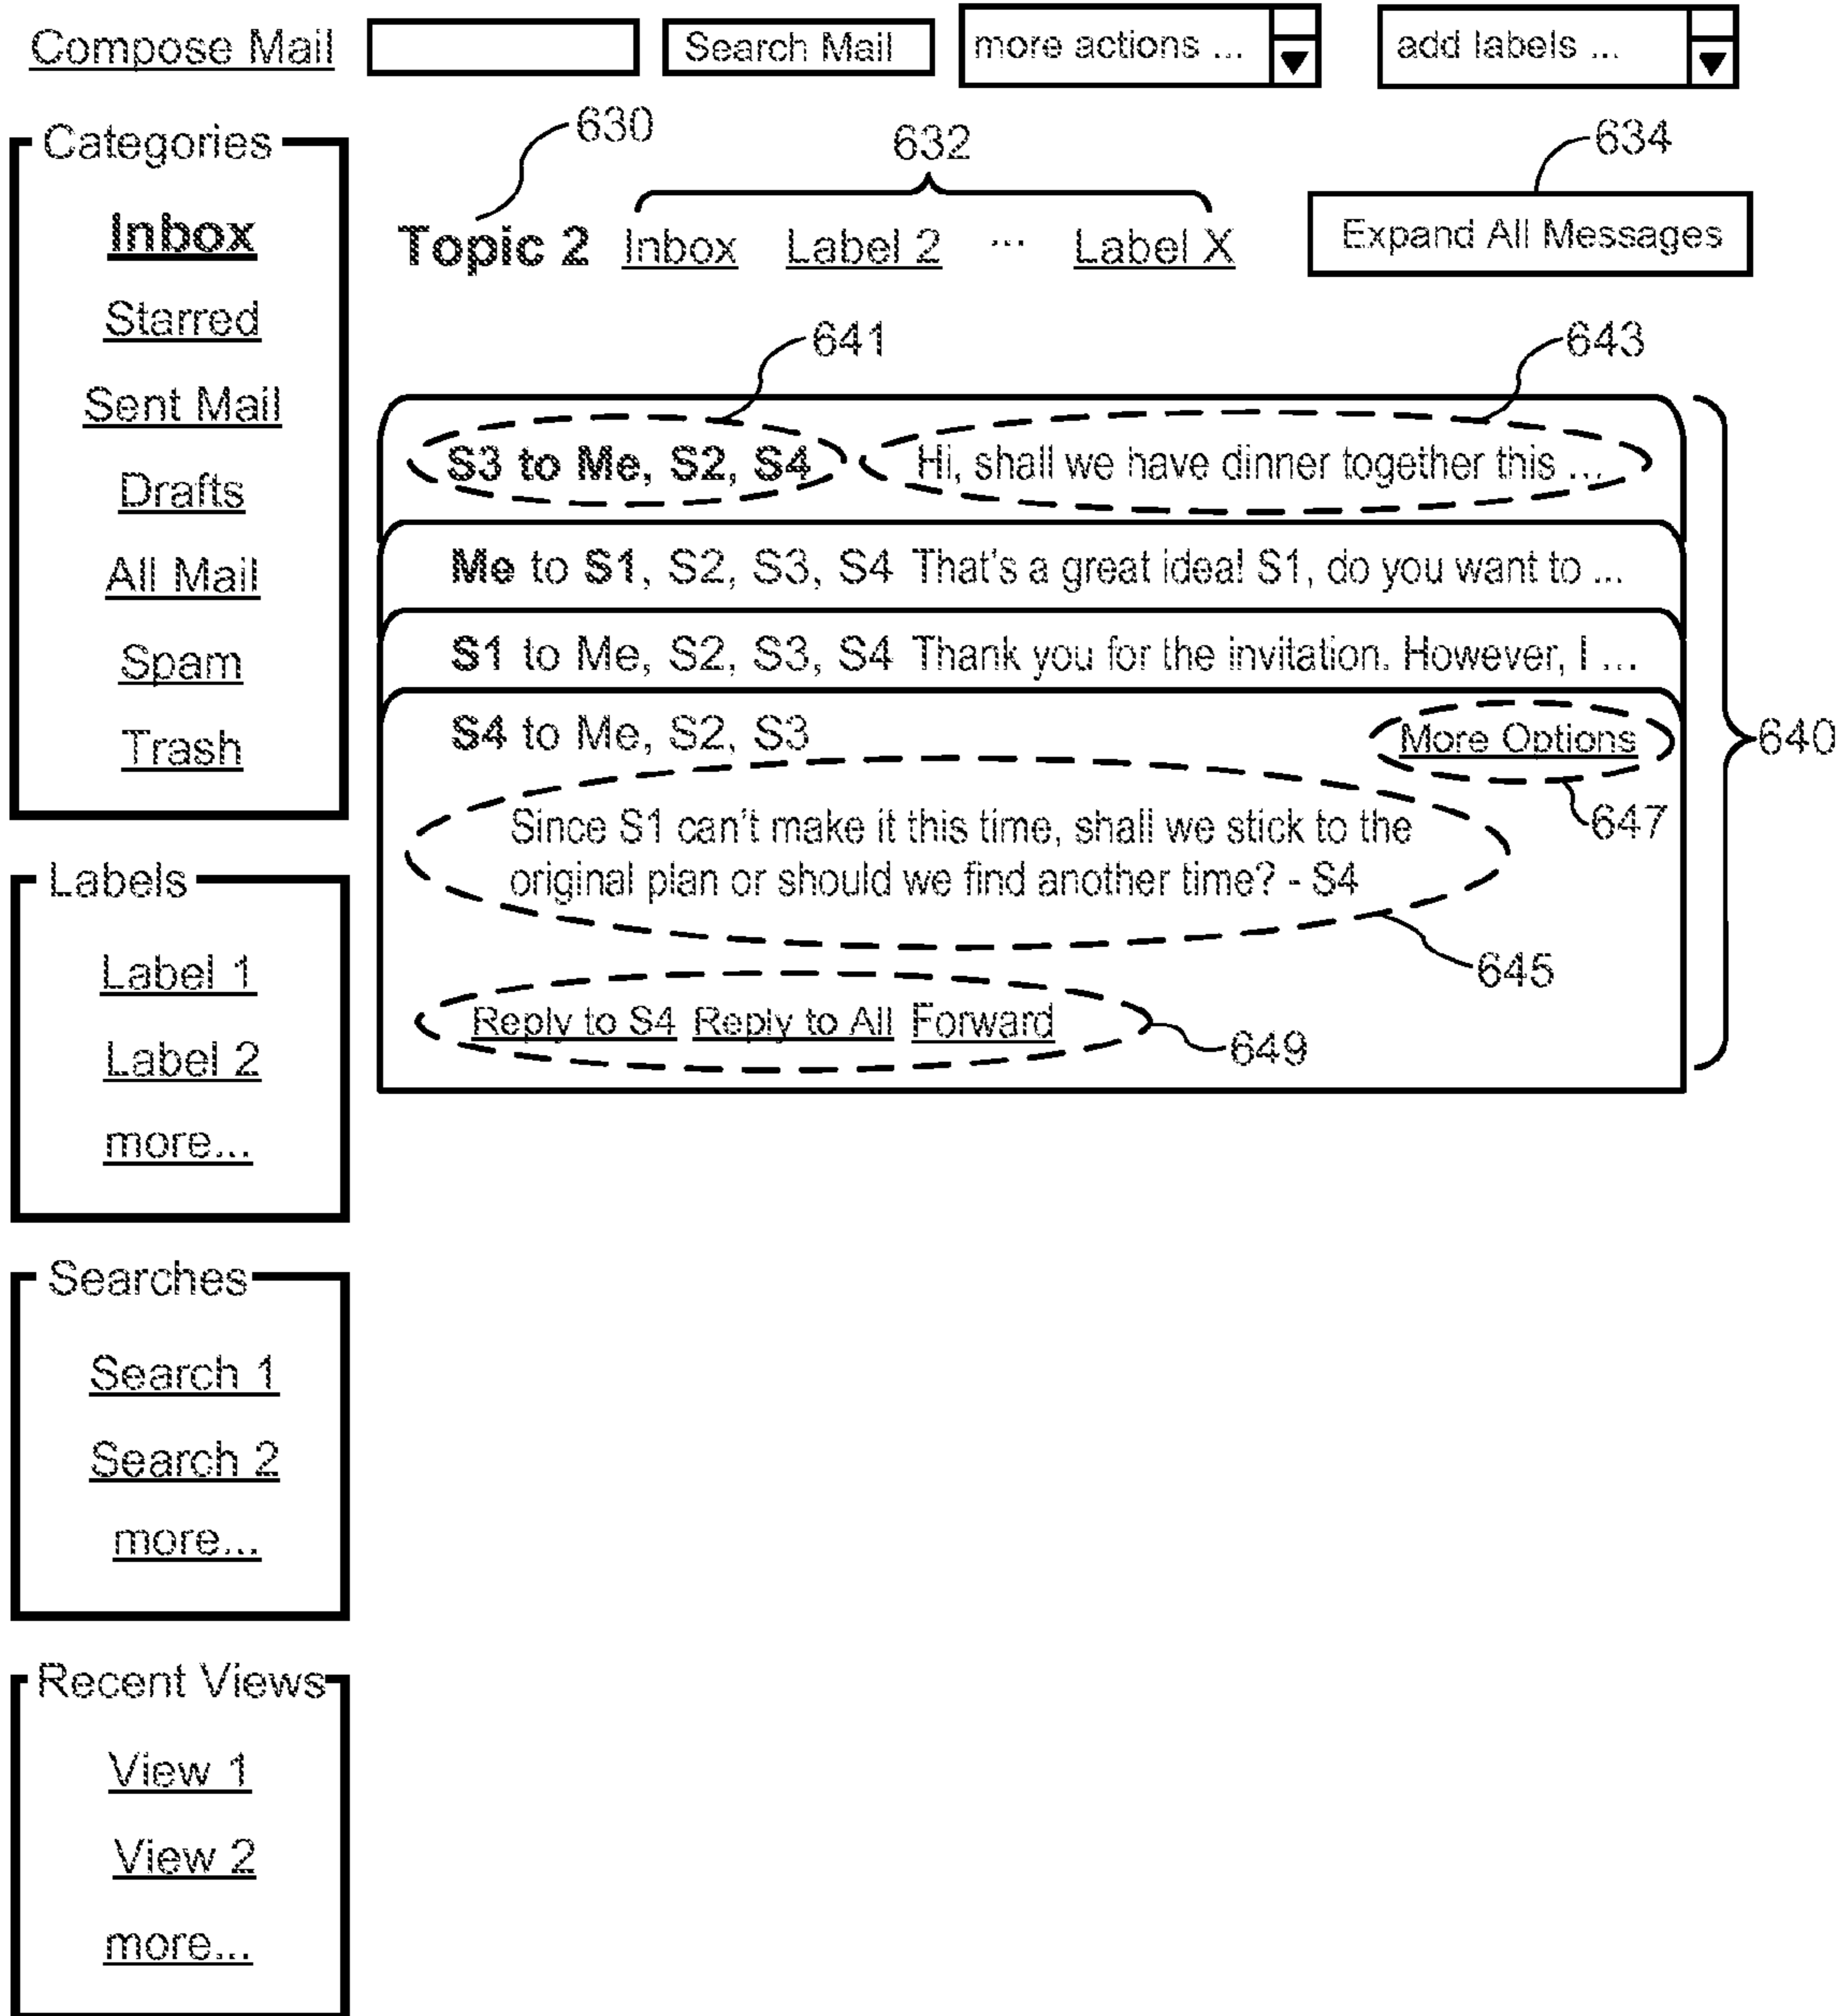 Compose Mail Search Mail more actions ... add labels ...
630 632 634
Categories
Inbox
Starred
Sent Mail
Drafts
All Mail
Spam
Trash
Topic 2 Inbox Label 2 ... Label X Expand All Messages
641 643
S3 to Me, S2, S4 Hi, shall we have dinner together this ...
Me to S1, S2, S3, S4 That's a great idea! S1, do you want to ...
S1 to Me, S2, S3, S4 Thank you for the invitation. However, I ...
S4 to Me, S2, S3 More Options
640
647
Since S1 can't make it this time, shall we stick to the
original plan or should we find another time? - S4
645
Reply to S4 Reply to All Forward
649
Labels
Label 1
Label 2
more...
Searches
Search 1
Search 2
more...
Recent Views
View 1
View 2
more...